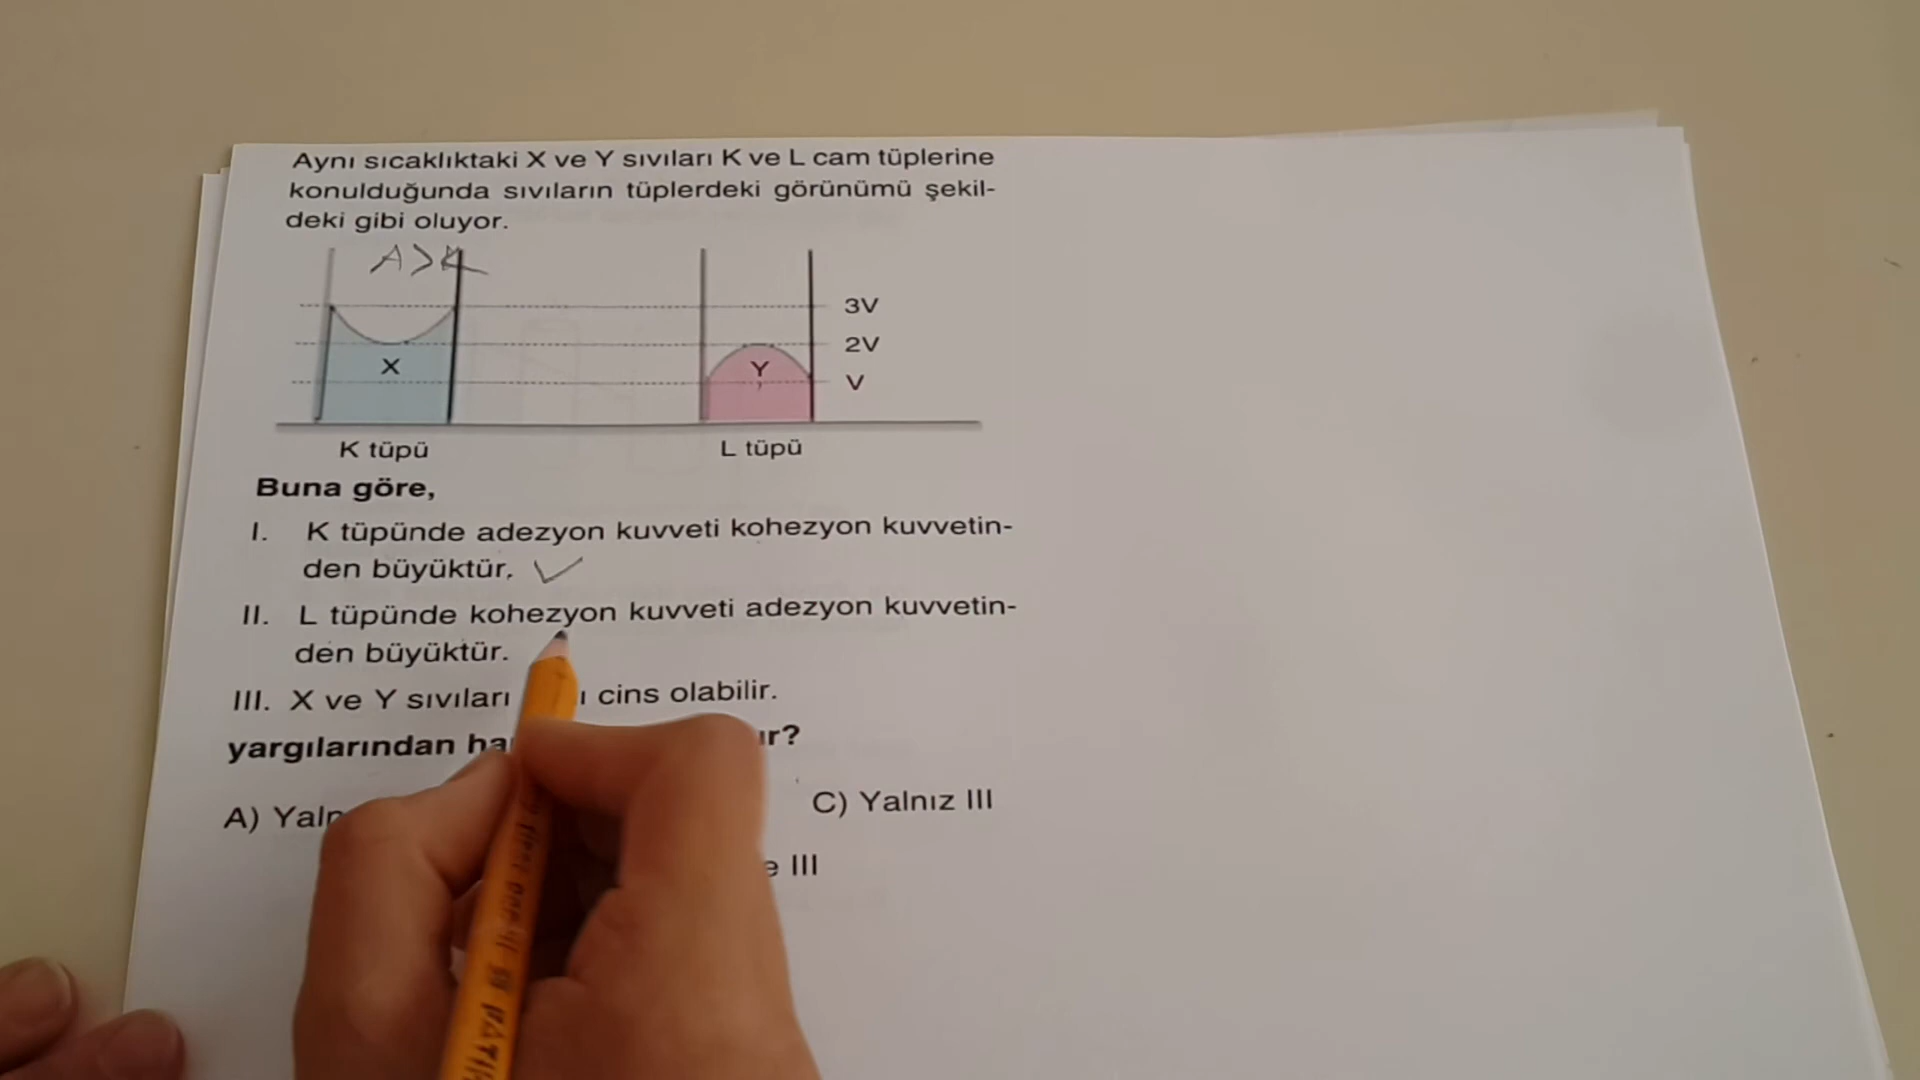 Aynı sıcaklıktaki X ve Y sıvıları K ve L cam tüplerine
konulduğunda sıvıların tüplerdeki görünümü şekil-
deki gibi oluyor.
A>K
3V
2V
V
X
Y
K tüpü
L tüpü
Buna göre,
I. K tüpünde adezyon kuvveti kohezyon kuvvetin-
den büyüktür.
II. L tüpünde kohezyon kuvveti adezyon kuvvetin-
den büyüktür.
III. X ve Y sıvıları cins olabilir.
yargılarından
A)
C) Yalnız III
III